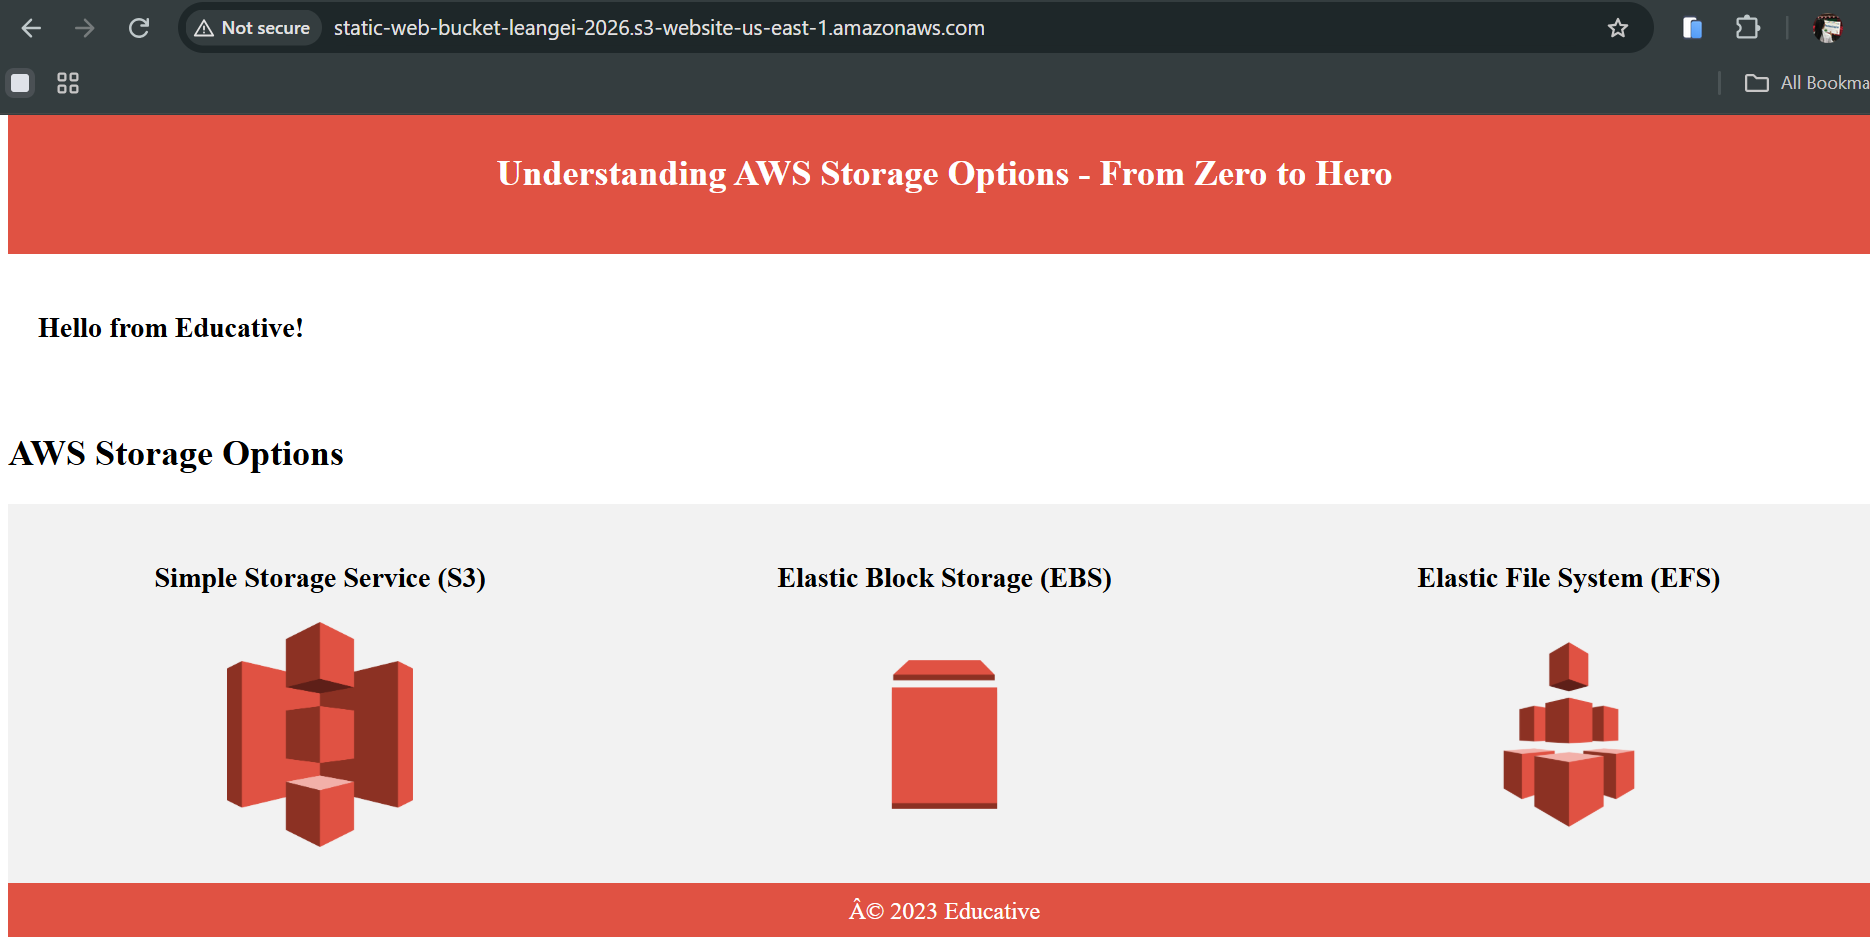 Not secure
static-web-bucket-leangei-2026.s3-website-us-east-1.amazonaws.com
All Bookma
Understanding AWS Storage Options - From Zero to Hero
Hello from Educative!
AWS Storage Options
Simple Storage Service (S3)
Elastic Block Storage (EBS)
Elastic File System (EFS)
Â© 2023 Educative